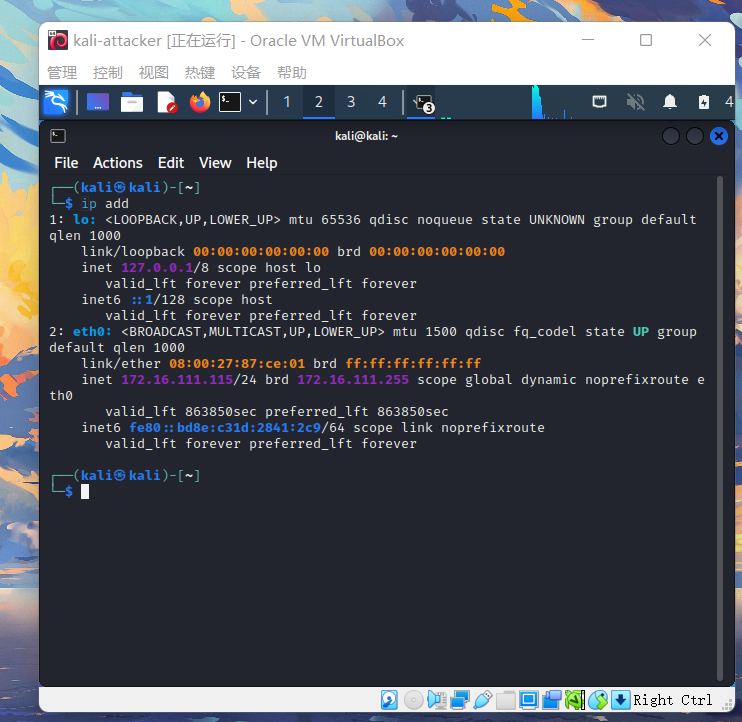 kali-attacker [正在运行] - Oracle VM VirtualBox
管理 控制 视图 热键 设备 帮助
1 2 3 4 3 4
kali@kali: ~
File Actions Edit View Help
┌──(kali㉿kali)-[~]
└─$ ip add
1: lo: <LOOPBACK,UP,LOWER_UP> mtu 65536 qdisc noqueue state UNKNOWN group default
qlen 1000
    link/loopback 00:00:00:00:00:00 brd 00:00:00:00:00:00
    inet 127.0.0.1/8 scope host lo
       valid_lft forever preferred_lft forever
    inet6 ::1/128 scope host
       valid_lft forever preferred_lft forever
2: eth0: <BROADCAST,MULTICAST,UP,LOWER_UP> mtu 1500 qdisc fq_codel state UP group
default qlen 1000
    link/ether 08:00:27:87:ce:01 brd ff:ff:ff:ff:ff:ff
    inet 172.16.111.115/24 brd 172.16.111.255 scope global dynamic noprefixroute e
th0
       valid_lft 863850sec preferred_lft 863850sec
    inet6 fe80::bd8e:c31d:2841:2c9/64 scope link noprefixroute
       valid_lft forever preferred_lft forever
┌──(kali㉿kali)-[~]
└─$
Right Ctrl